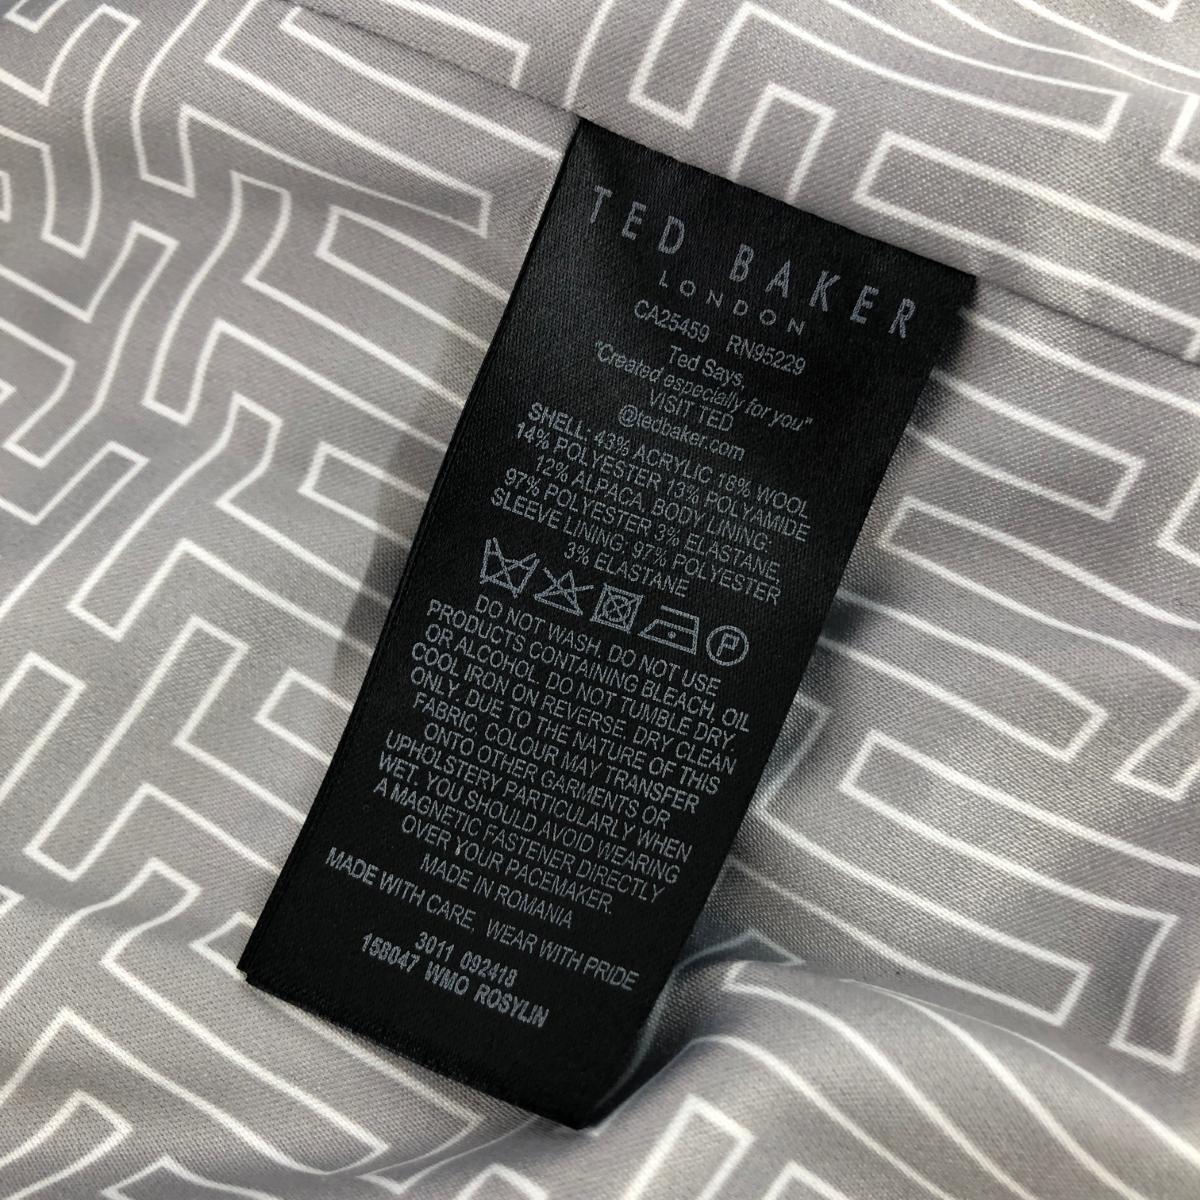 TED BAKER
LONDON
CA25459 RN95229
Ted Says,
"Created especially for you"
VISIT TED
@tedbaker.com
SHELL: 43% ACRYLIC 18% WOOL
14% POLYESTER 13% POLYAMIDE
12% ALPACA, BODY LINING:
97% POLYESTER 3% ELASTANE,
SLEEVE LINING: 97% POLYESTER
3% ELASTANE
P
DO NOT WASH. DO NOT USE
PRODUCTS CONTAINING BLEACH, OIL
OR ALCOHOL. DO NOT TUMBLE DRY.
COOL IRON ON REVERSE. DRY CLEAN
ONLY. DUE TO THE NATURE OF THIS
FABRIC, COLOUR MAY TRANSFER
ONTO OTHER GARMENTS OR
UPHOLSTERY PARTICULARLY WHEN
WET. YOU SHOULD AVOID WEARING
A MAGNETIC FASTENER DIRECTLY
OVER YOUR PACEMAKER.
MADE IN ROMANIA
MADE WITH CARE, WEAR WITH PRIDE
3011 092418
158047 WMO ROSYLIN